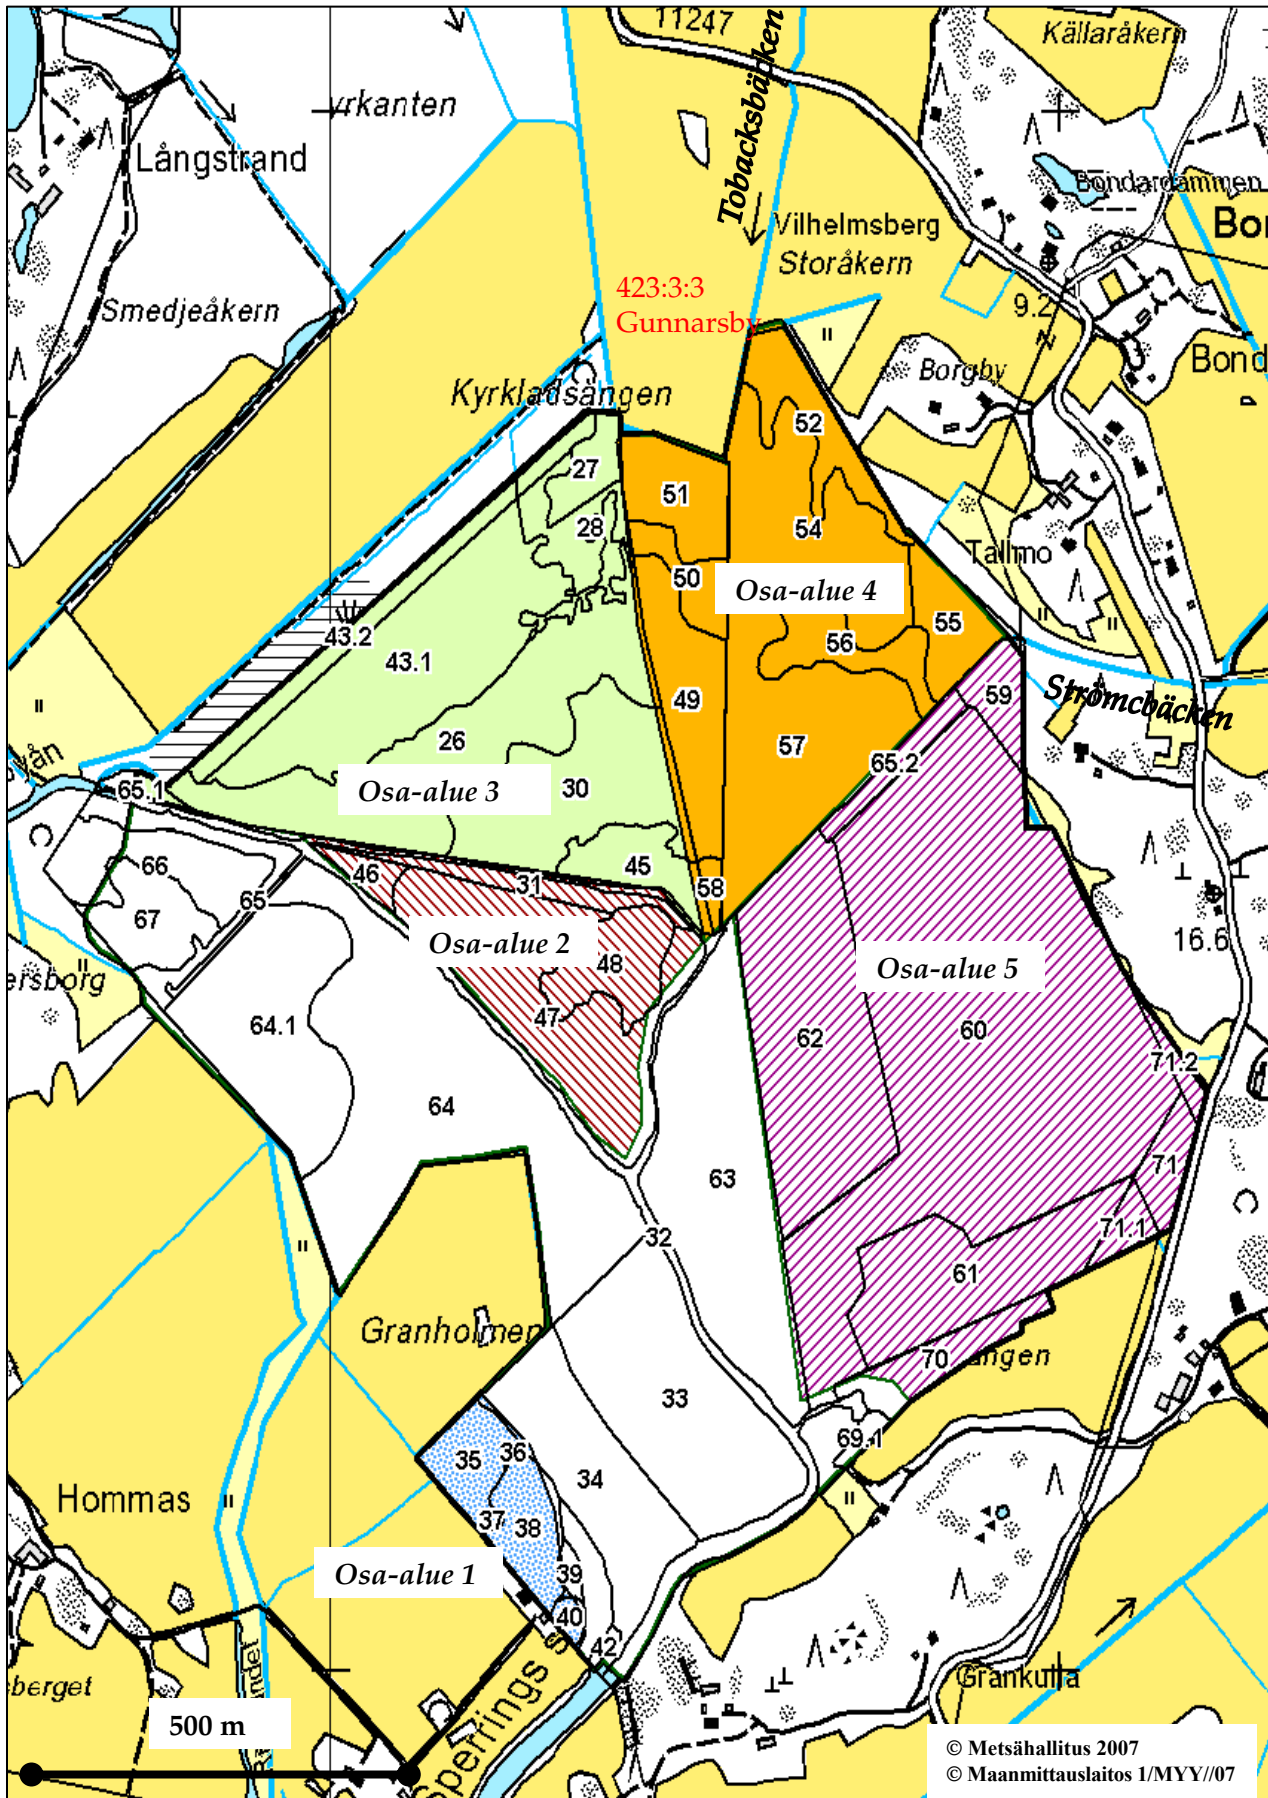 11247
Tobacksbäcken
Källaråkern
yrkanten
Långstrand
Bondardammen
Vilhelmsberg
Storåkern
Smedjeåkern
423:3:3
Gunnarsby
9.2
Borgby
Kyrkladsängen
52
27
51
28
54
Tallmo
50
Osa-alue 4
55
43.2
43.1
56
59
Strömcbäcken
49
26
57
65.2
65.1
Osa-alue 3
30
66
46
31
45
58
65
67
16.6
Osa-alue 2
48
Osa-alue 5
ersborg
47
64.1
62
60
71.2
64
63
71
32
71.1
61
Granholmen
70
ängen
33
69.1
35
36
34
Hommas
37
38
Osa-alue 1
39
40
42
berget
Grankulla
Sperrings
500 m
© Metsähallitus 2007
© Maanmittauslaitos 1/MYY//07